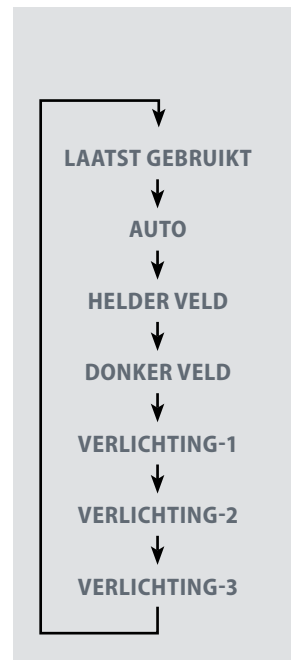 LAATST GEBRUIKT
AUTO
HELDER VELD
DONKER VELD
VERLICHTING-1
VERLICHTING-2
VERLICHTING-3